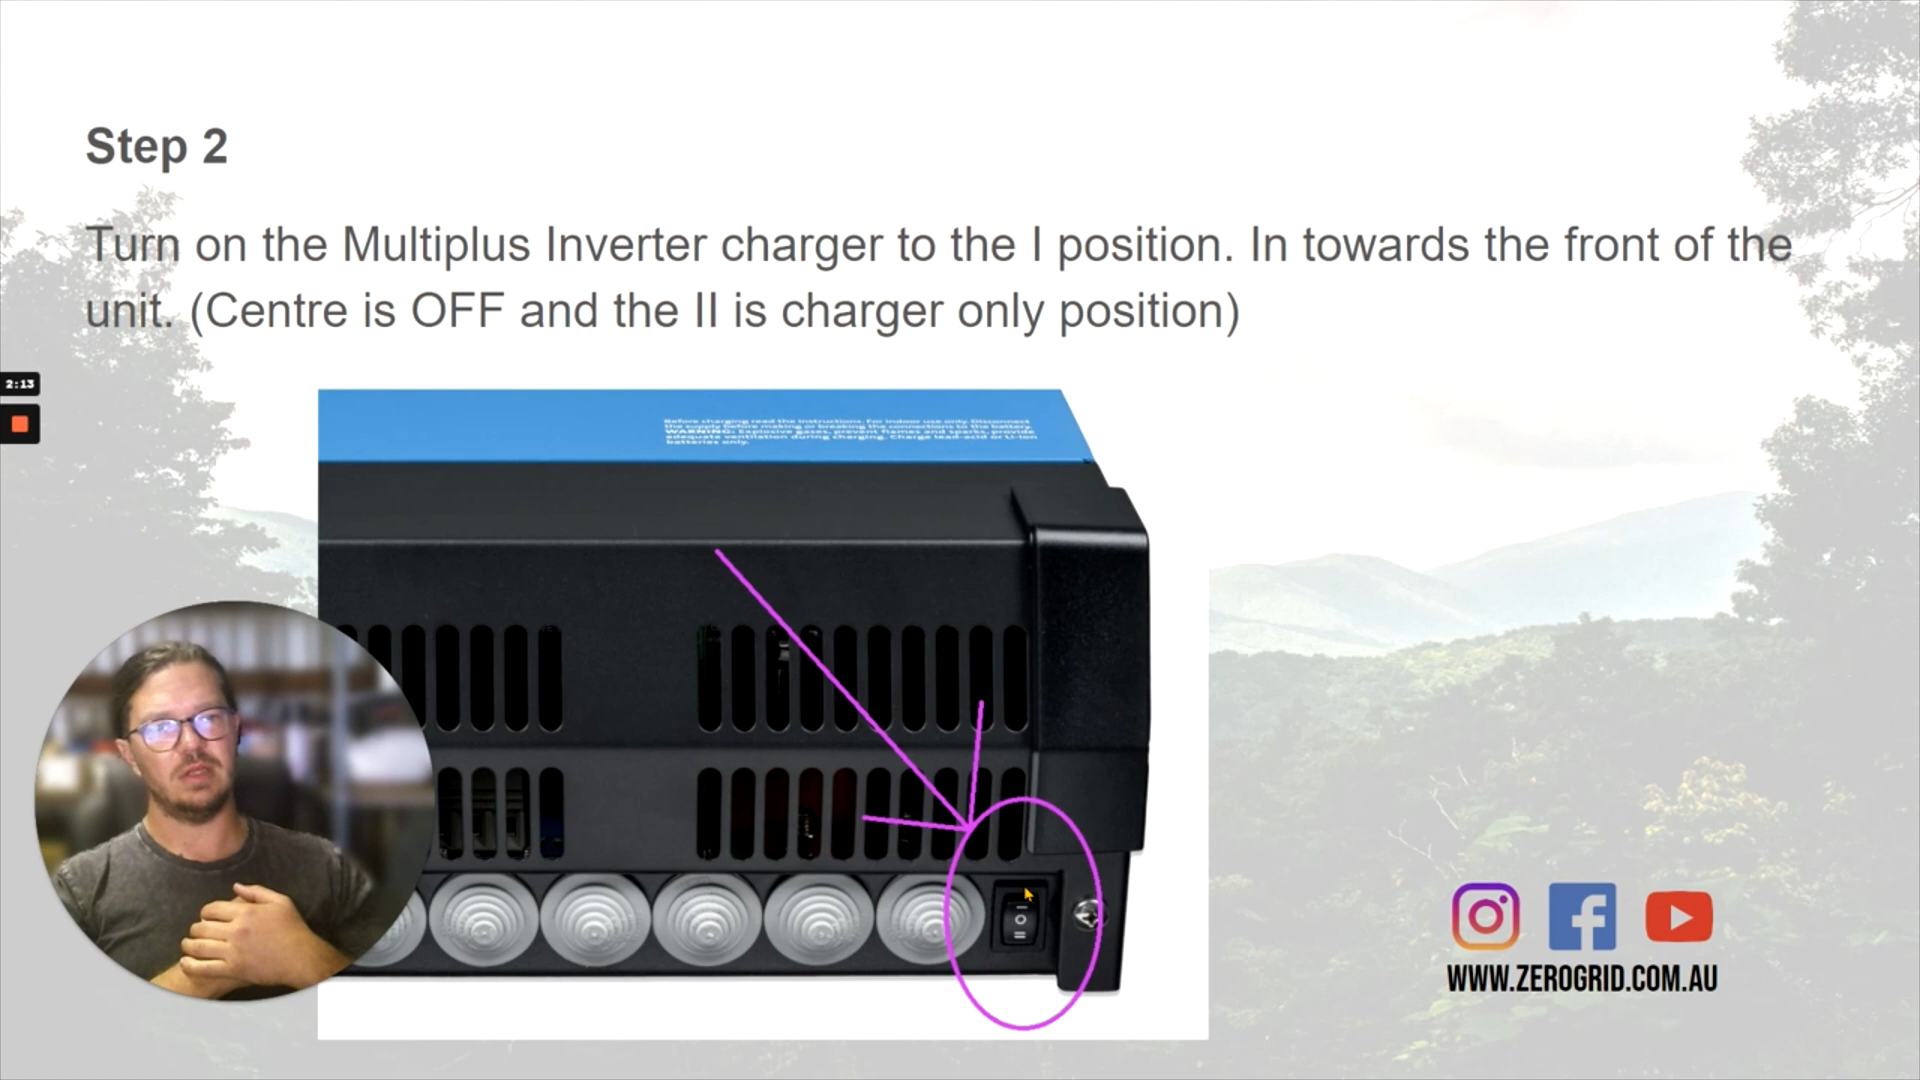 Step 2
Turn on the Multiplus Inverter charger to the I position. In towards the front of the
unit. (Centre is OFF and the II is charger only position)
2:13
Before charging read the instructions. For indoor use only. Disconnect
the supply before making or breaking the connections to the battery.
WARNING: Explosive gases, prevent flames and sparks, provide
adequate ventilation during charging. Charge lead-acid or Li-Ion
batteries only.
WWW.ZEROGRID.COM.AU